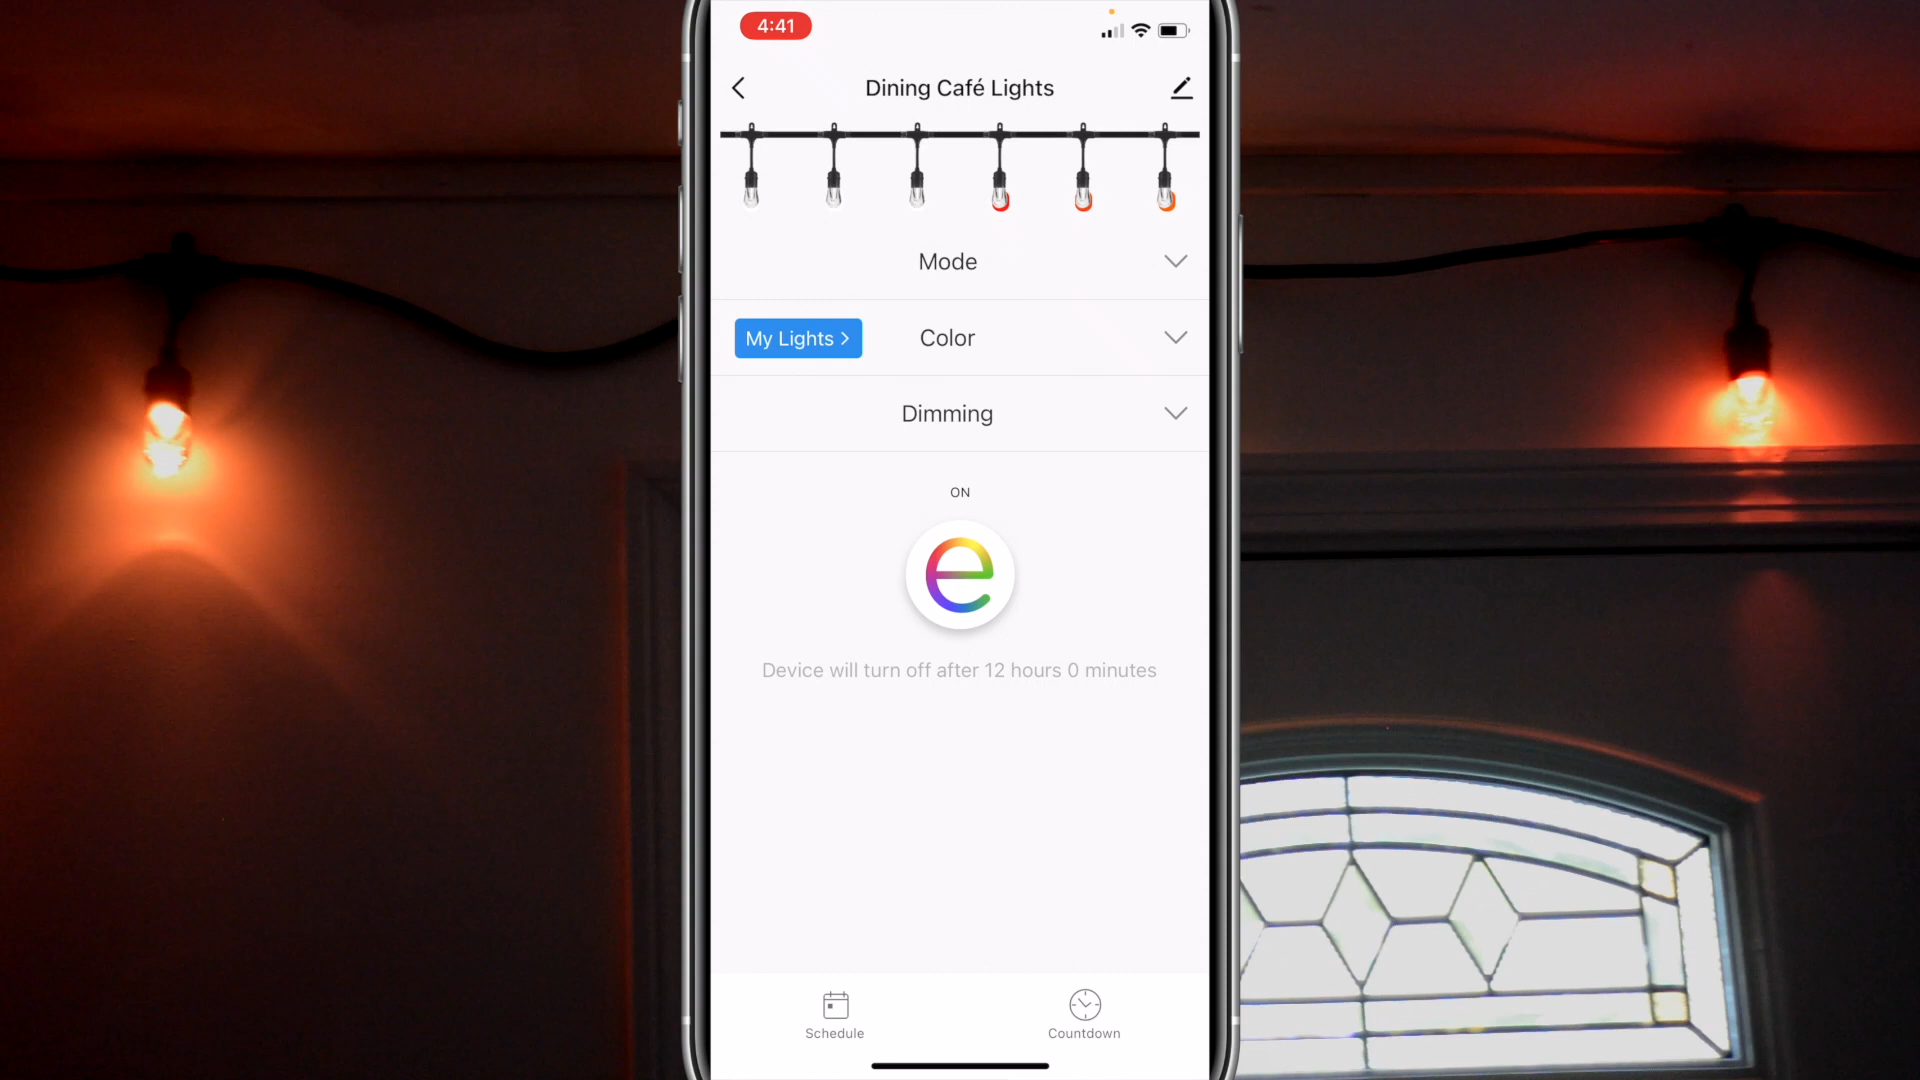 4:41
Dining Café Lights
Mode
My Lights >
Color
Dimming
ON
e
Device will turn off after 12 hours 0 minutes
Schedule
Countdown